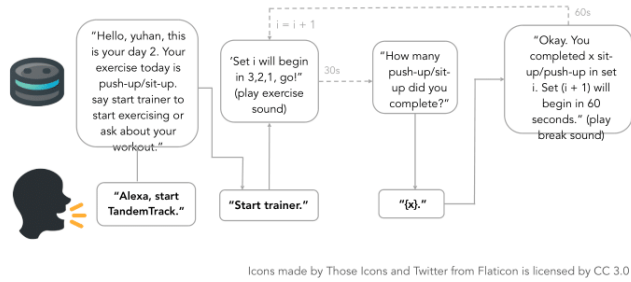 "Hello, yuhan, this
is your day 2. Your
exercise today is
push-up/sit-up.
say start trainer to
start exercising or
ask about your
workout."
60s
i = i + 1
'Set i will begin
in 3,2,1, go!"
(play exercise
sound)
30s
"How many
push-up/sit-
up did you
complete?"
"Okay. You
completed x sit-
up/push-up in set
i. Set (i + 1) will
begin in 60
seconds." (play
break sound)
"Alexa, start
TandemTrack."
"Start trainer."
"{x}."
Icons made by Those Icons and Twitter from Flaticon is licensed by CC 3.0